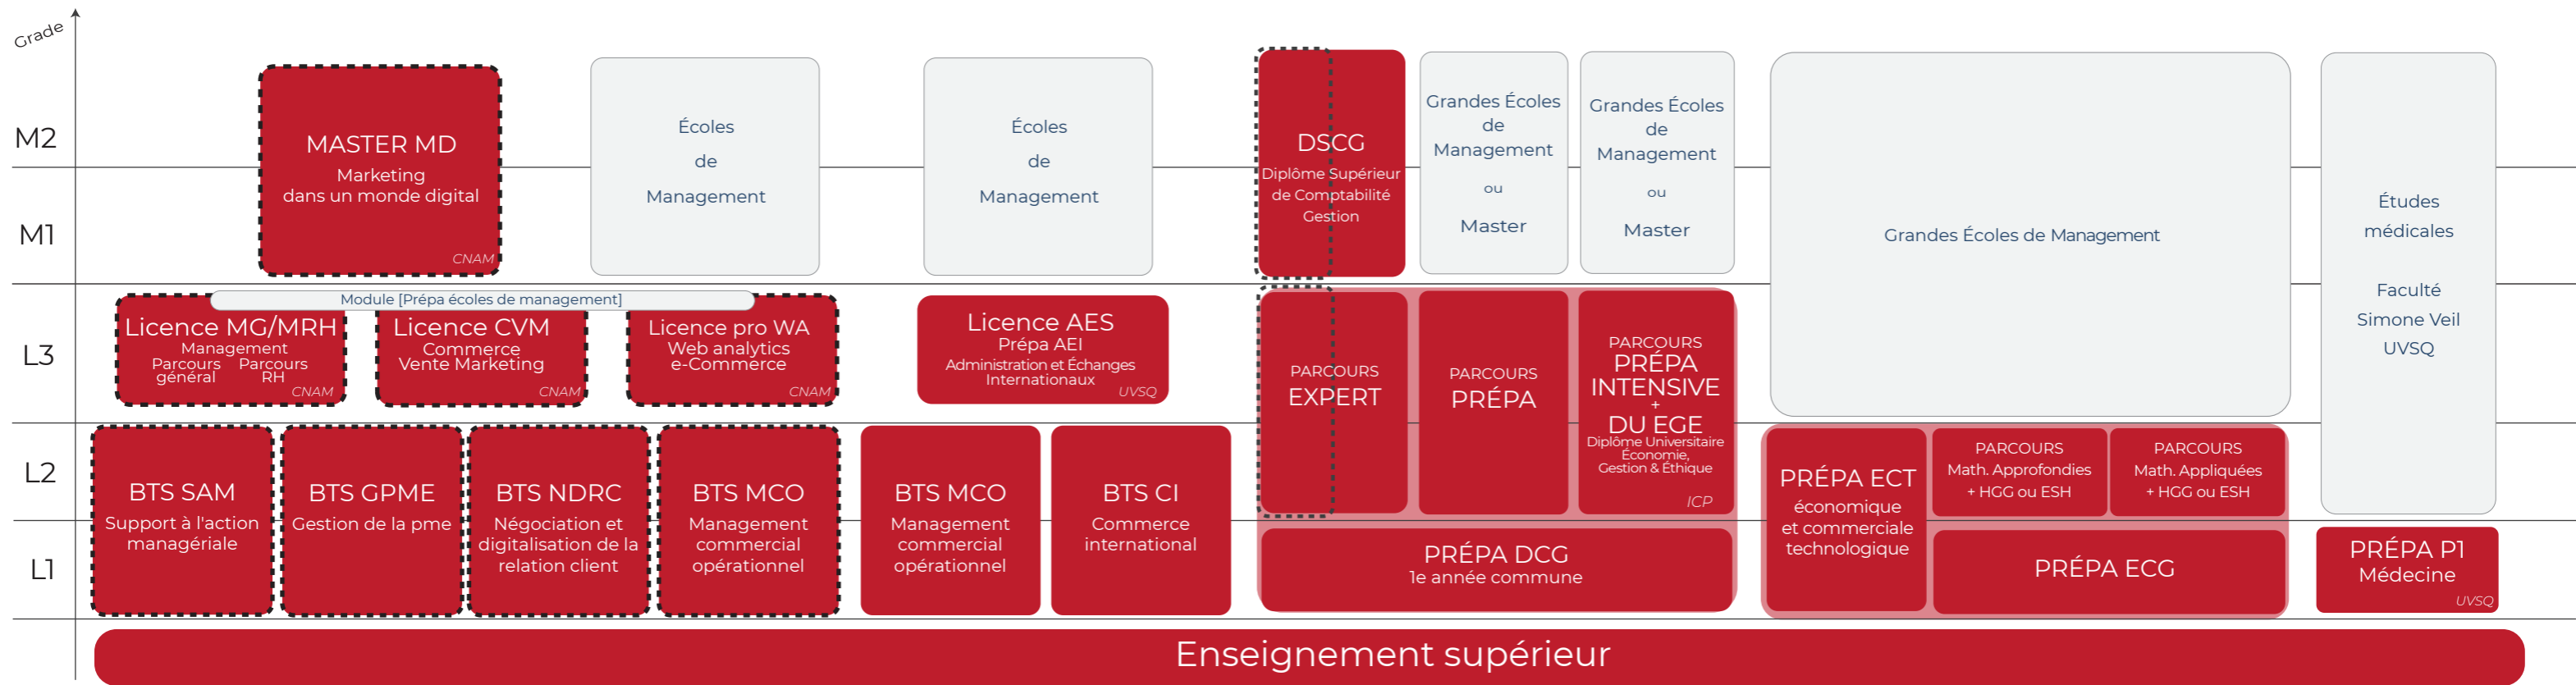 Grade
M2
M1
L3
L2
L1
MASTER MD
Marketing
dans un monde digital
CNAM
Écoles
de
Management
Écoles
de
Management
DSCG
Diplôme Supérieur
de Comptabilité
Gestion
Grandes Écoles
de
Management
ou
Master
Grandes Écoles
de
Management
ou
Master
Grandes Écoles de Management
Études
médicales
Faculté
Simone Veil
UVSQ
Module [Prépa écoles de management]
Licence MG/MRH
Management
Parcours général
Parcours RH
CNAM
Licence CVM
Commerce
Vente Marketing
CNAM
Licence pro WA
Web analytics
e-Commerce
CNAM
Licence AES
Prépa AEI
Administration et Échanges
Internationaux
UVSQ
PARCOURS
EXPERT
PARCOURS
PRÉPA
PARCOURS
PRÉPA
INTENSIVE
+
DU EGE
Diplôme Universitaire
Économie,
Gestion & Éthique
ICP
BTS SAM
Support à l'action
managériale
BTS GPME
Gestion de la pme
BTS NDRC
Négociation et
digitalisation de la
relation client
BTS MCO
Management
commercial
opérationnel
BTS MCO
Management
commercial
opérationnel
BTS CI
Commerce
international
PRÉPA DCG
1e année commune
PRÉPA ECT
économique
et commerciale
technologique
PARCOURS
Math. Approfondies
+ HGG ou ESH
PARCOURS
Math. Appliquées
+ HGG ou ESH
PRÉPA ECG
PRÉPA P1
Médecine
UVSQ
Enseignement supérieur